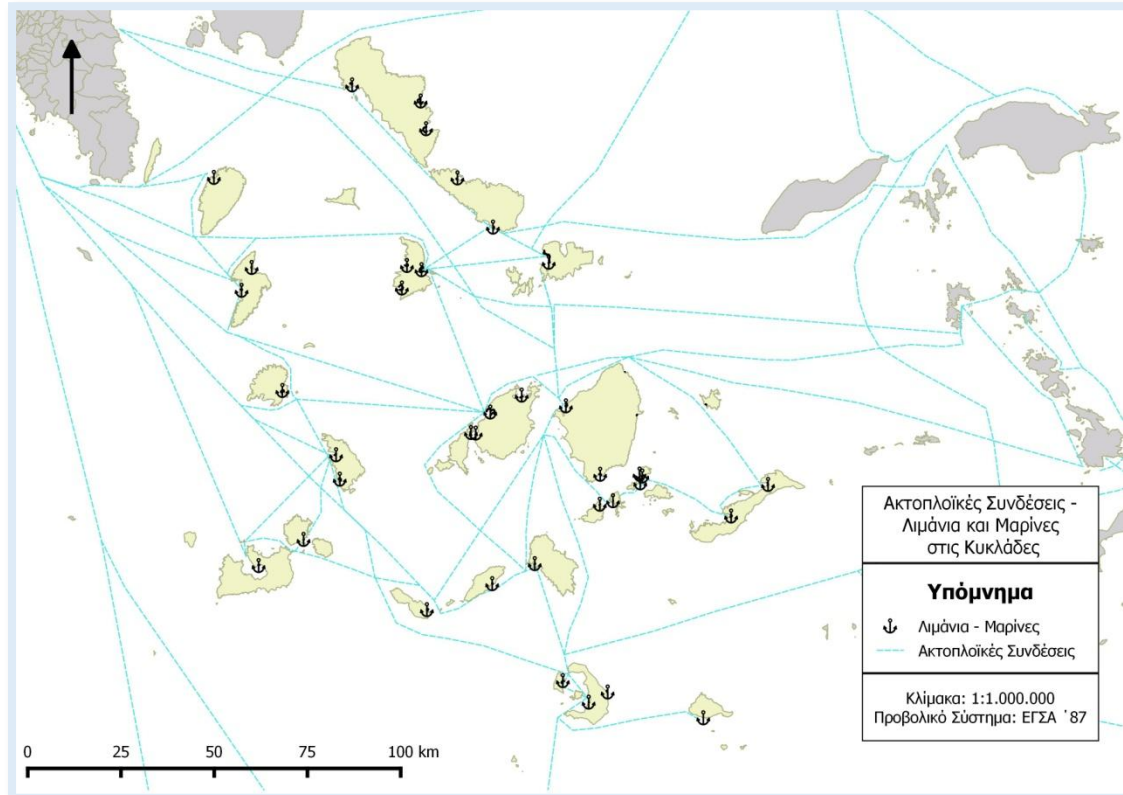 Ακτοπλοϊκές Συνδέσεις -
Λιμάνια και Μαρίνες
στις Κυκλάδες
Υπόμνημα
Λιμάνια - Μαρίνες
Ακτοπλοϊκές Συνδέσεις
Κλίμακα: 1:1.000.000
Προβολικό Σύστημα: ΕΓΣΑ '87
0 25 50 75 100 km